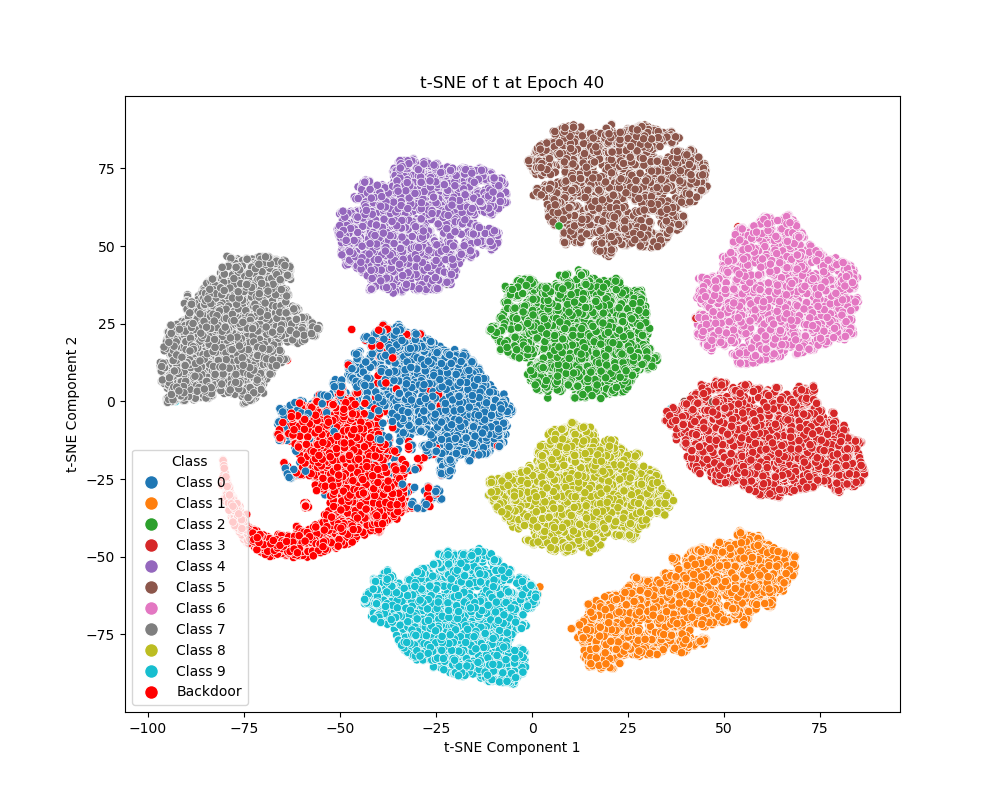 t-SNE of t at Epoch 40
t-SNE Component 2
75
50
25
0
−25
−50
−75
Class
Class 0
Class 1
Class 2
Class 3
Class 4
Class 5
Class 6
Class 7
Class 8
Class 9
Backdoor
−100
−75
−50
−25
0
25
50
75
t-SNE Component 1